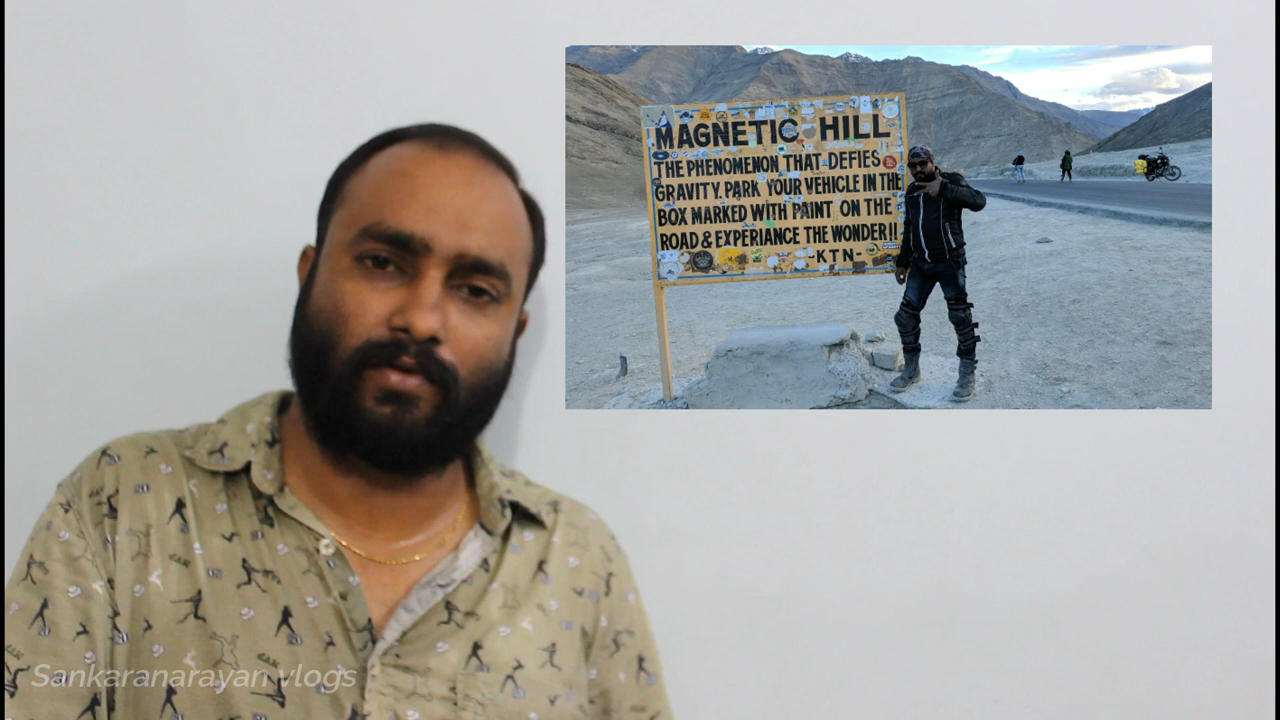 MAGNETIC HILL
THE PHENOMENON THAT DEFIES
GRAVITY. PARK YOUR VEHICLE IN THE
BOX MARKED WITH PAINT ON THE
ROAD & EXPERIANCE THE WONDER!!
-KTN-
Sankaranarayan vlogs